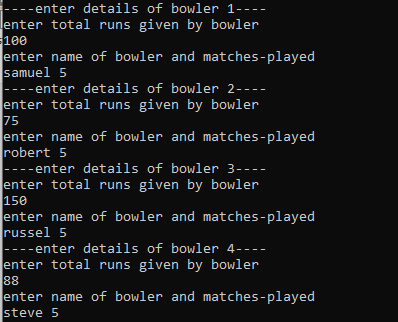 ----enter details of bowler 1----
enter total runs given by bowler
100
enter name of bowler and matches-played
samuel 5
----enter details of bowler 2----
enter total runs given by bowler
75
enter name of bowler and matches-played
robert 5
----enter details of bowler 3----
enter total runs given by bowler
150
enter name of bowler and matches-played
russel 5
----enter details of bowler 4----
enter total runs given by bowler
88
enter name of bowler and matches-played
steve 5